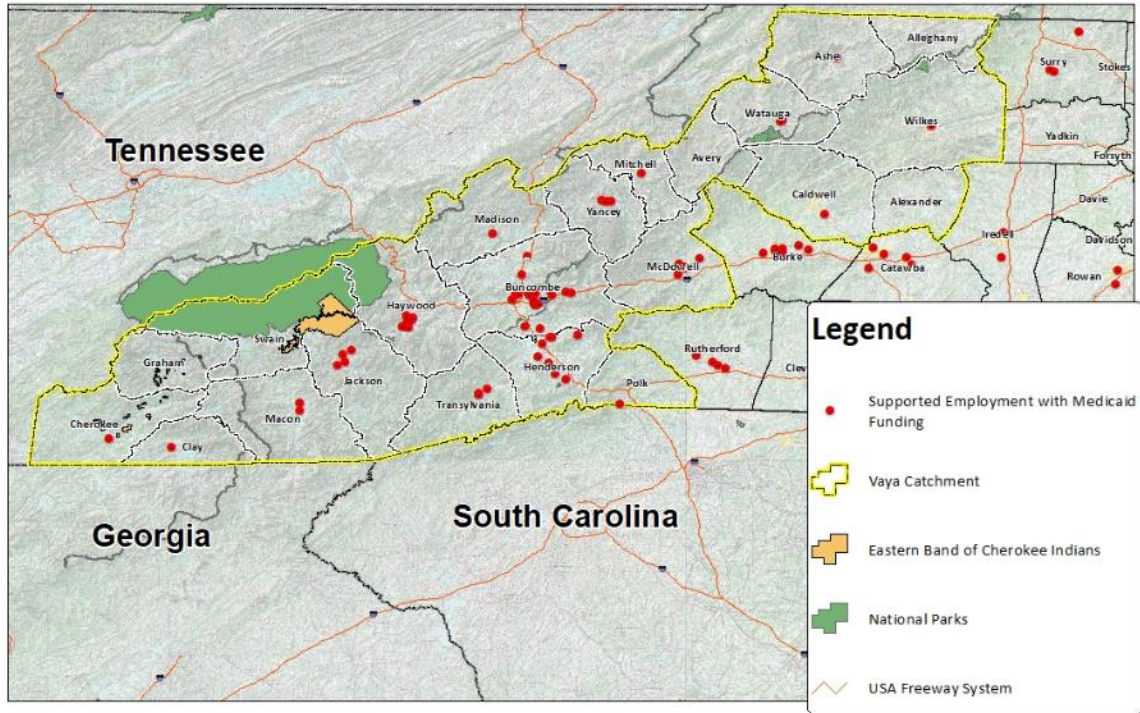 Alleghany
Ashe
Surry
Stokes
Watauga
Wilkes
Yadkin
Tennessee
Mitchell
Avery
Forsyth
Caldwell
Alexander
Davie
Yancey
Madison
Iredell
Davidson
Burke
McDowell
Catawba
Rowan
Buncombe
Haywood
Swain
Rutherford
Graham
Henderson
Clev
Jackson
Polk
Transylvania
Macon
Cherokee
Clay
Georgia
South Carolina
Legend
Supported Employment with Medicaid
Funding
Vaya Catchment
Eastern Band of Cherokee Indians
National Parks
USA Freeway System